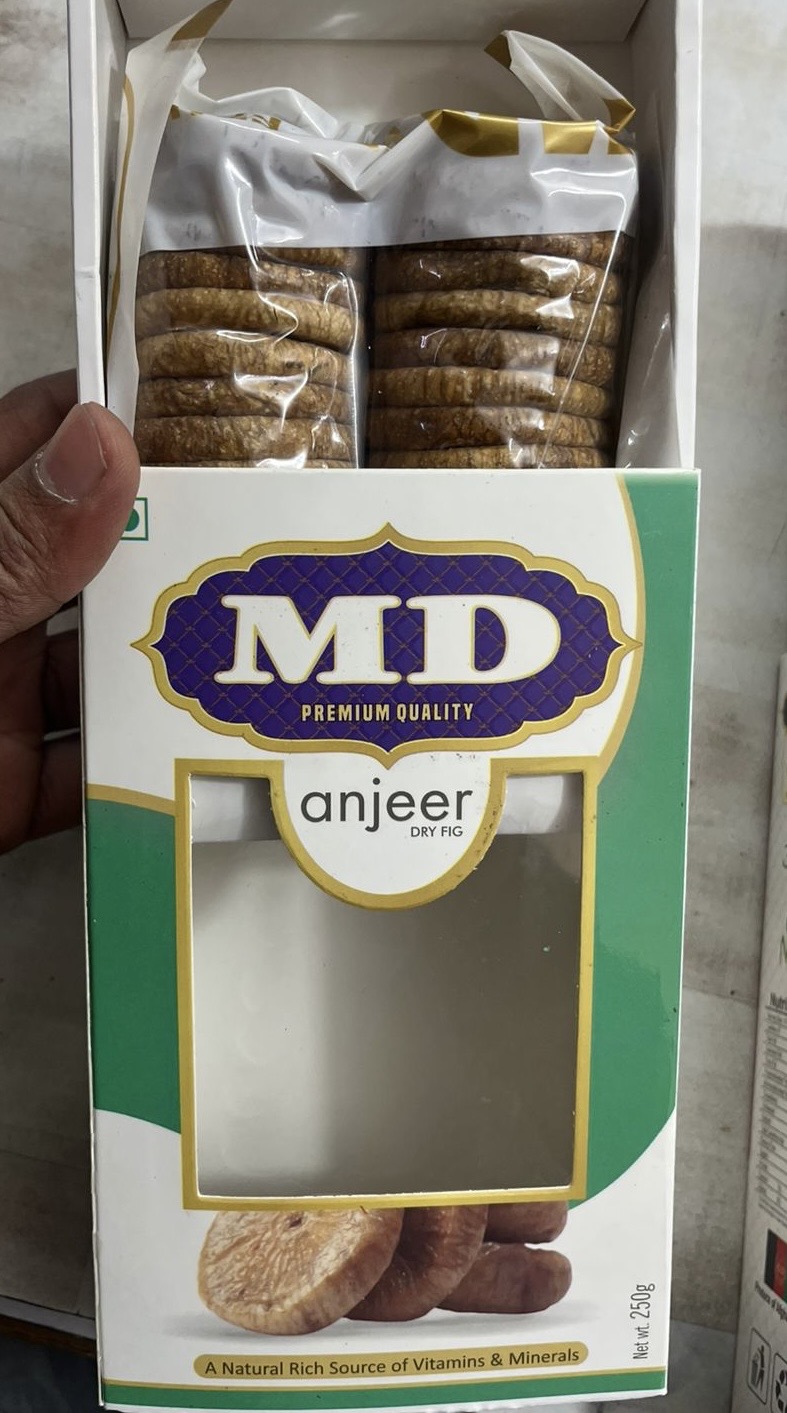 MD
PREMIUM QUALITY
anjeer
DRY FIG
Net wt. 250g
A Natural Rich Source of Vitamins & Minerals